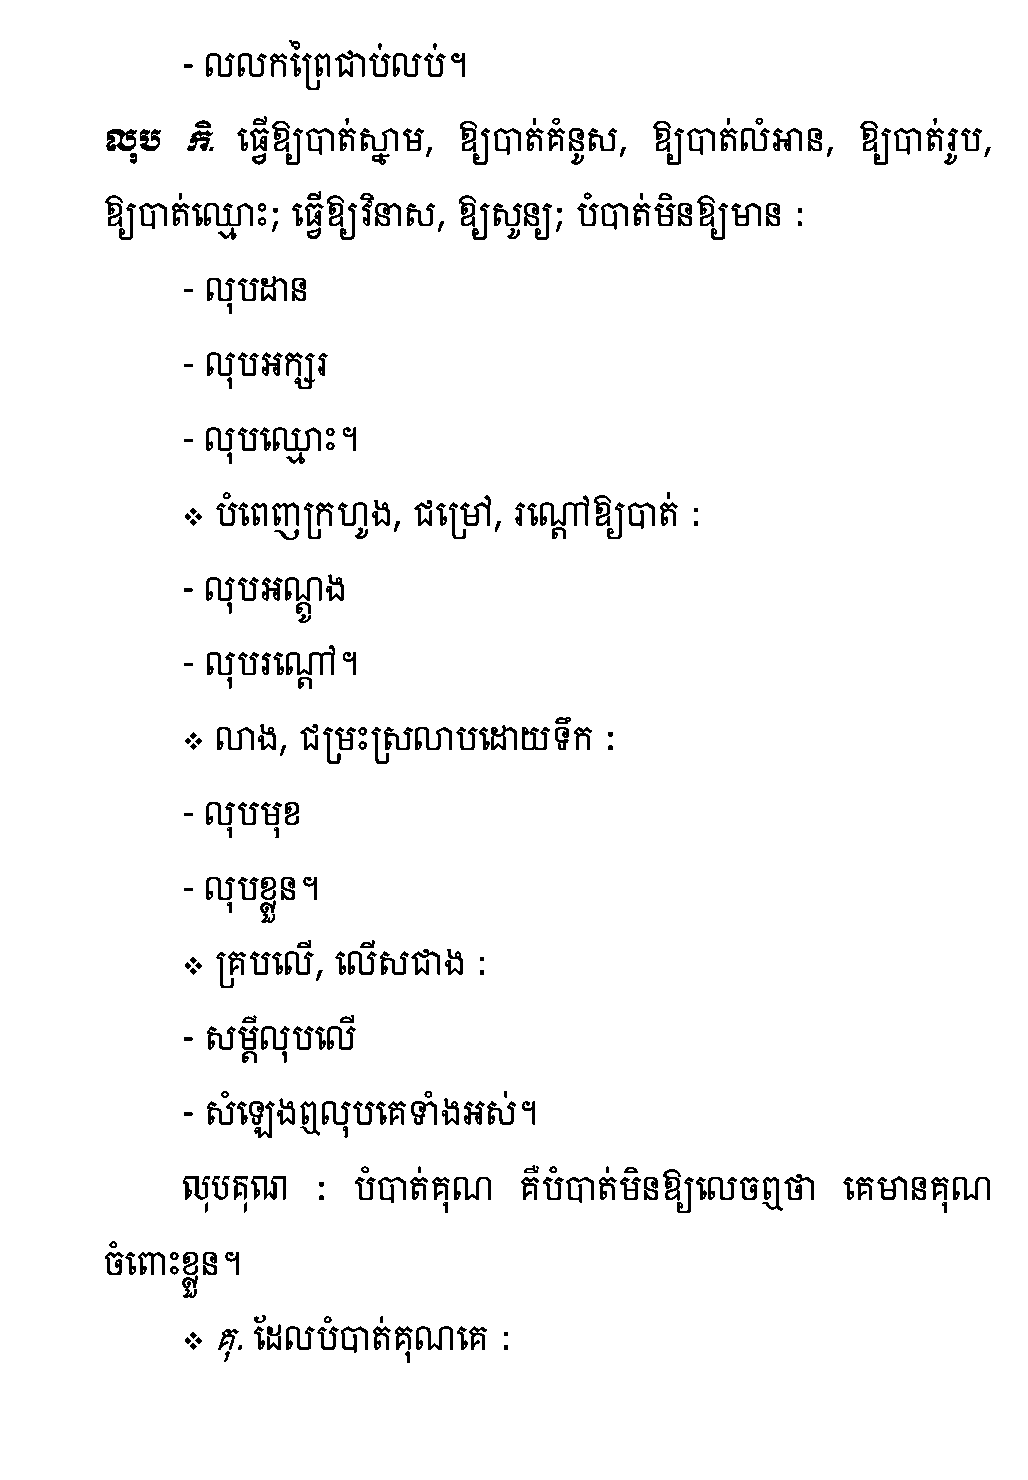 - លលកព្រៃជាប់លប់។
លុប កិ. ធ្វើឱ្យបាត់ស្នាម, ឱ្យបាត់គំនូស, ឱ្យបាត់លំអាន, ឱ្យបាត់រូប,
ឱ្យបាត់ឈ្មោះ; ធ្វើឱ្យវិនាស, ឱ្យសូន្យ; បំបាត់មិនឱ្យមាន :
- លុបដាន
- លុបអក្សរ
- លុបឈ្មោះ។
❖ បំពេញក្រហូង, ជម្រៅ, រណ្ដៅឱ្យបាត់ :
- លុបអណ្ដូង
- លុបរណ្ដៅ។
❖ លាង, ជម្រះស្រលាបដោយទឹក :
- លុបមុខ
- លុបខ្លួន។
❖ គ្របលើ, លើសជាង :
- សម្ដីលុបលើ
- សំឡេងឮលុបគេទាំងអស់។
លុបគុណ : បំបាត់គុណ គឺបំបាត់មិនឱ្យលេចឮថា គេមានគុណ
ចំពោះខ្លួន។
❖ គុ. ដែលបំបាត់គុណគេ :